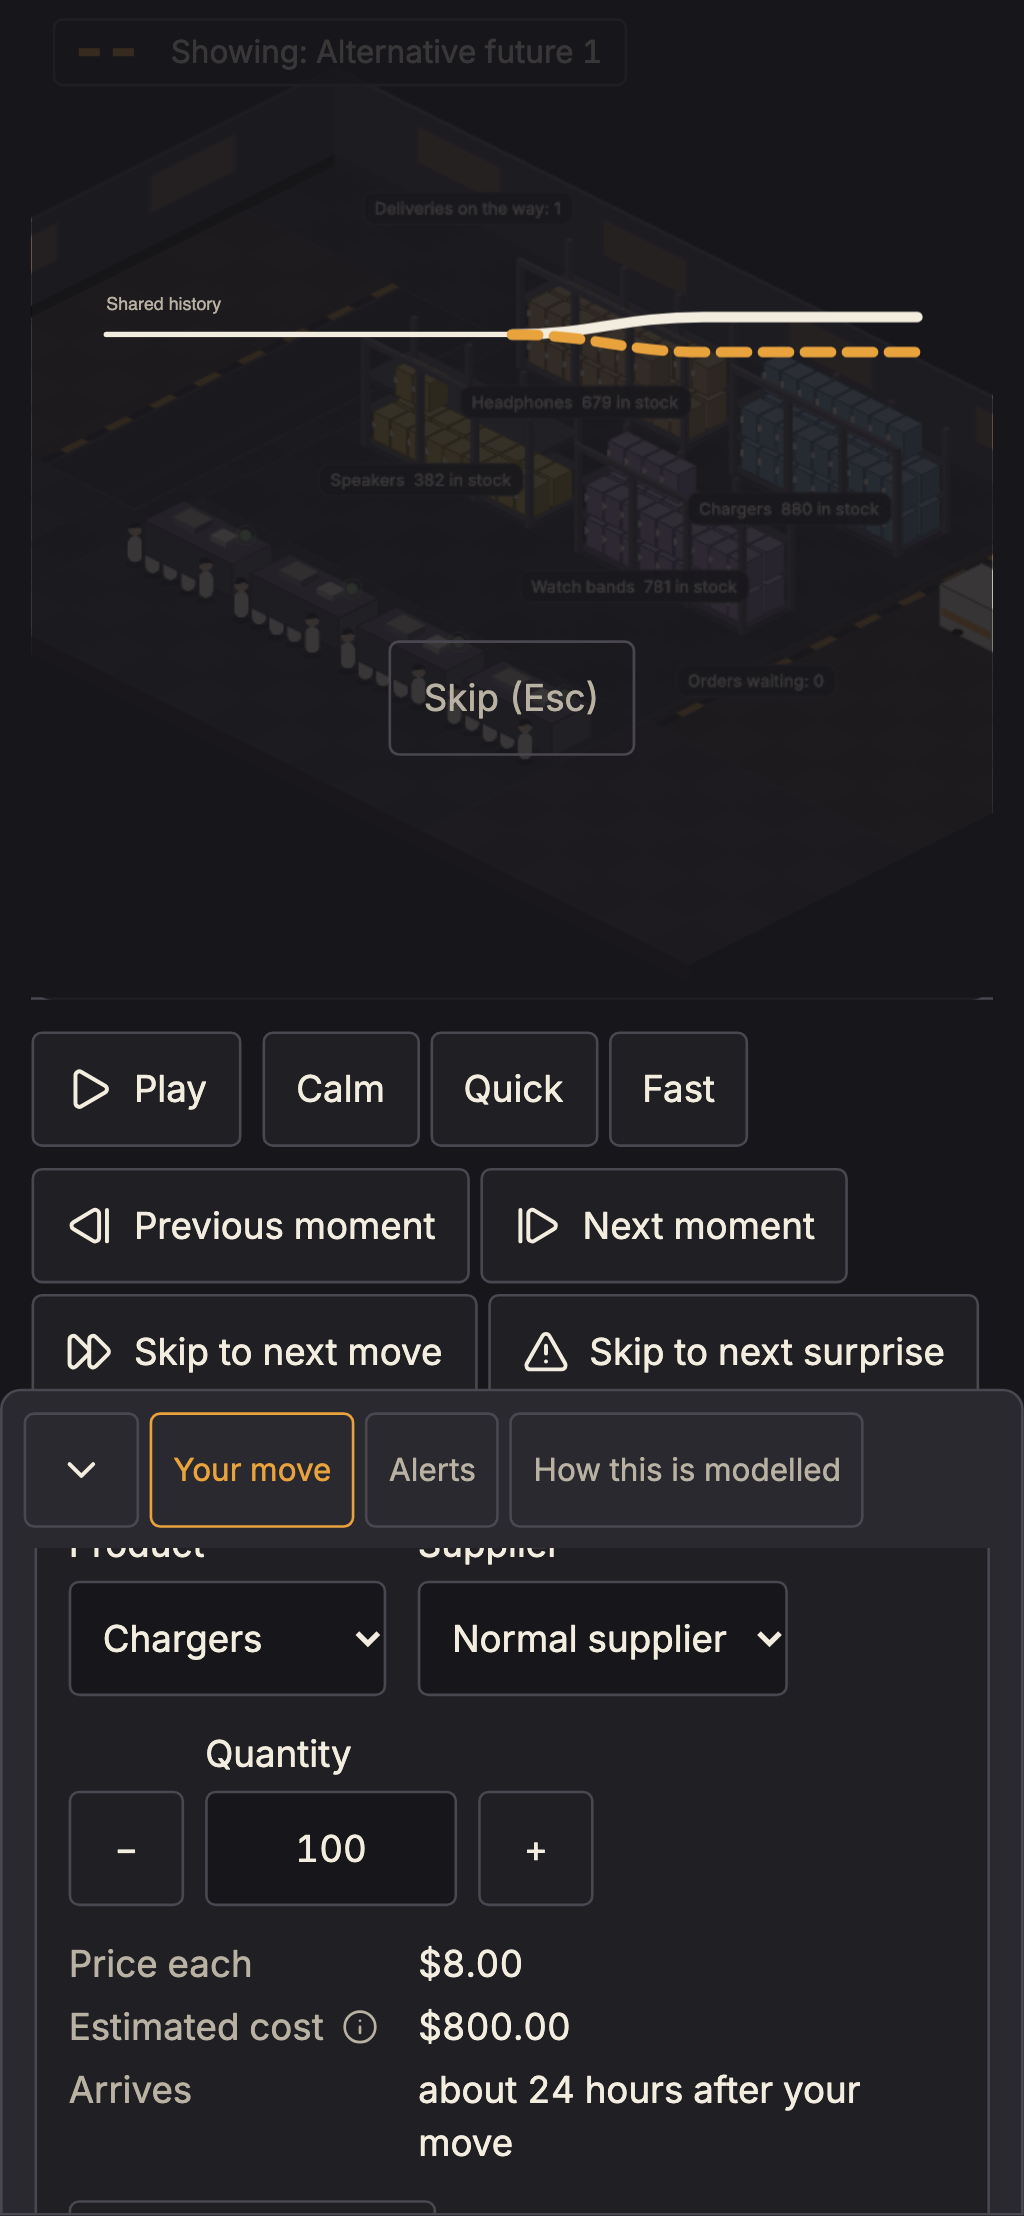 Showing: Alternative future 1
Deliveries on the way: 1
Shared history
Headphones 679 in stock
Speakers 382 in stock
Chargers 880 in stock
Watch bands 781 in stock
Skip (Esc)
Orders waiting: 0
Play
Calm
Quick
Fast
Previous moment
Next moment
Skip to next move
Skip to next surprise
Your move
Alerts
How this is modelled
Product
Supplier
Chargers
Normal supplier
Quantity
−
100
+
Price each
$8.00
Estimated cost
$800.00
Arrives
about 24 hours after your
move